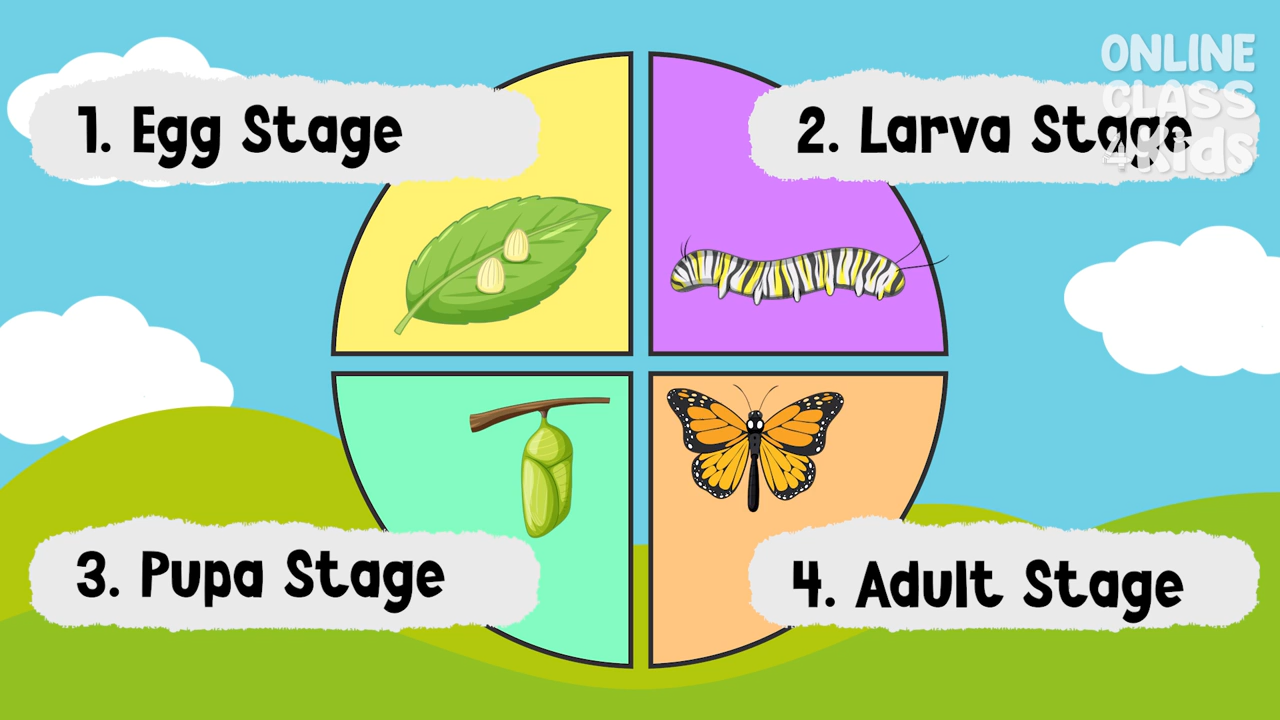 1. Egg Stage
2. Larva Stage
ONLINE
CLASS
4Kids
3. Pupa Stage
4. Adult Stage